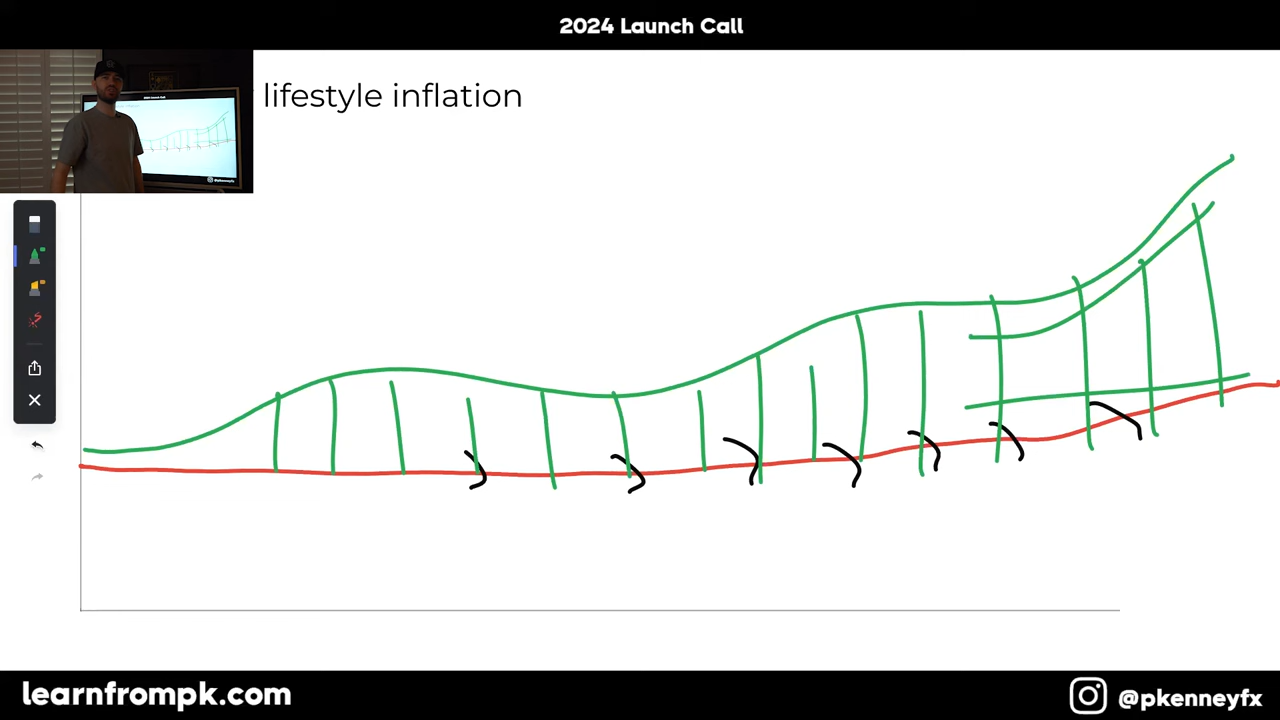 2024 Launch Call
lifestyle inflation
learnfrompk.com
@pkenneyfx